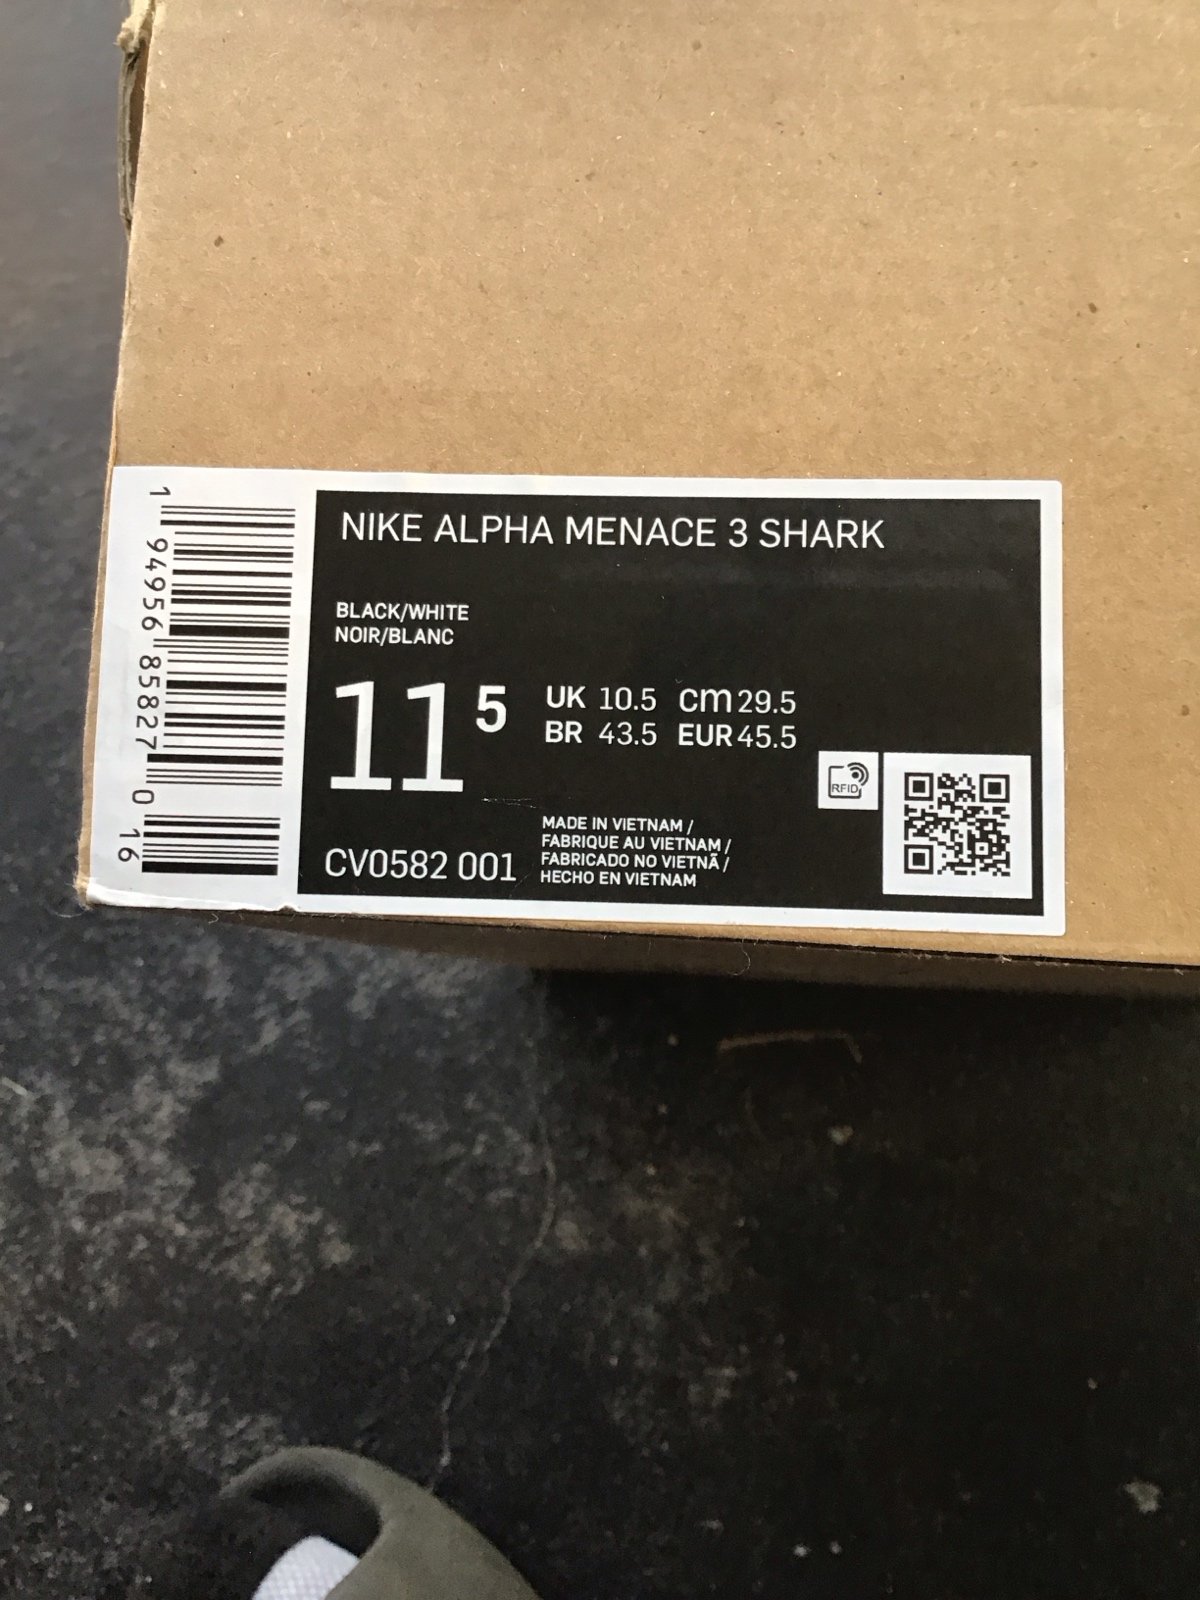 NIKE ALPHA MENACE 3 SHARK
BLACK/WHITE
NOIR/BLANC
11 5
UK 10.5 cm 29.5
BR 43.5 EUR 45.5
CV0582 001
MADE IN VIETNAM /
FABRIQUE AU VIETNAM /
FABRICADO NO VIETNÃ /
HECHO EN VIETNAM
RFID
1 94956 85827 0 16